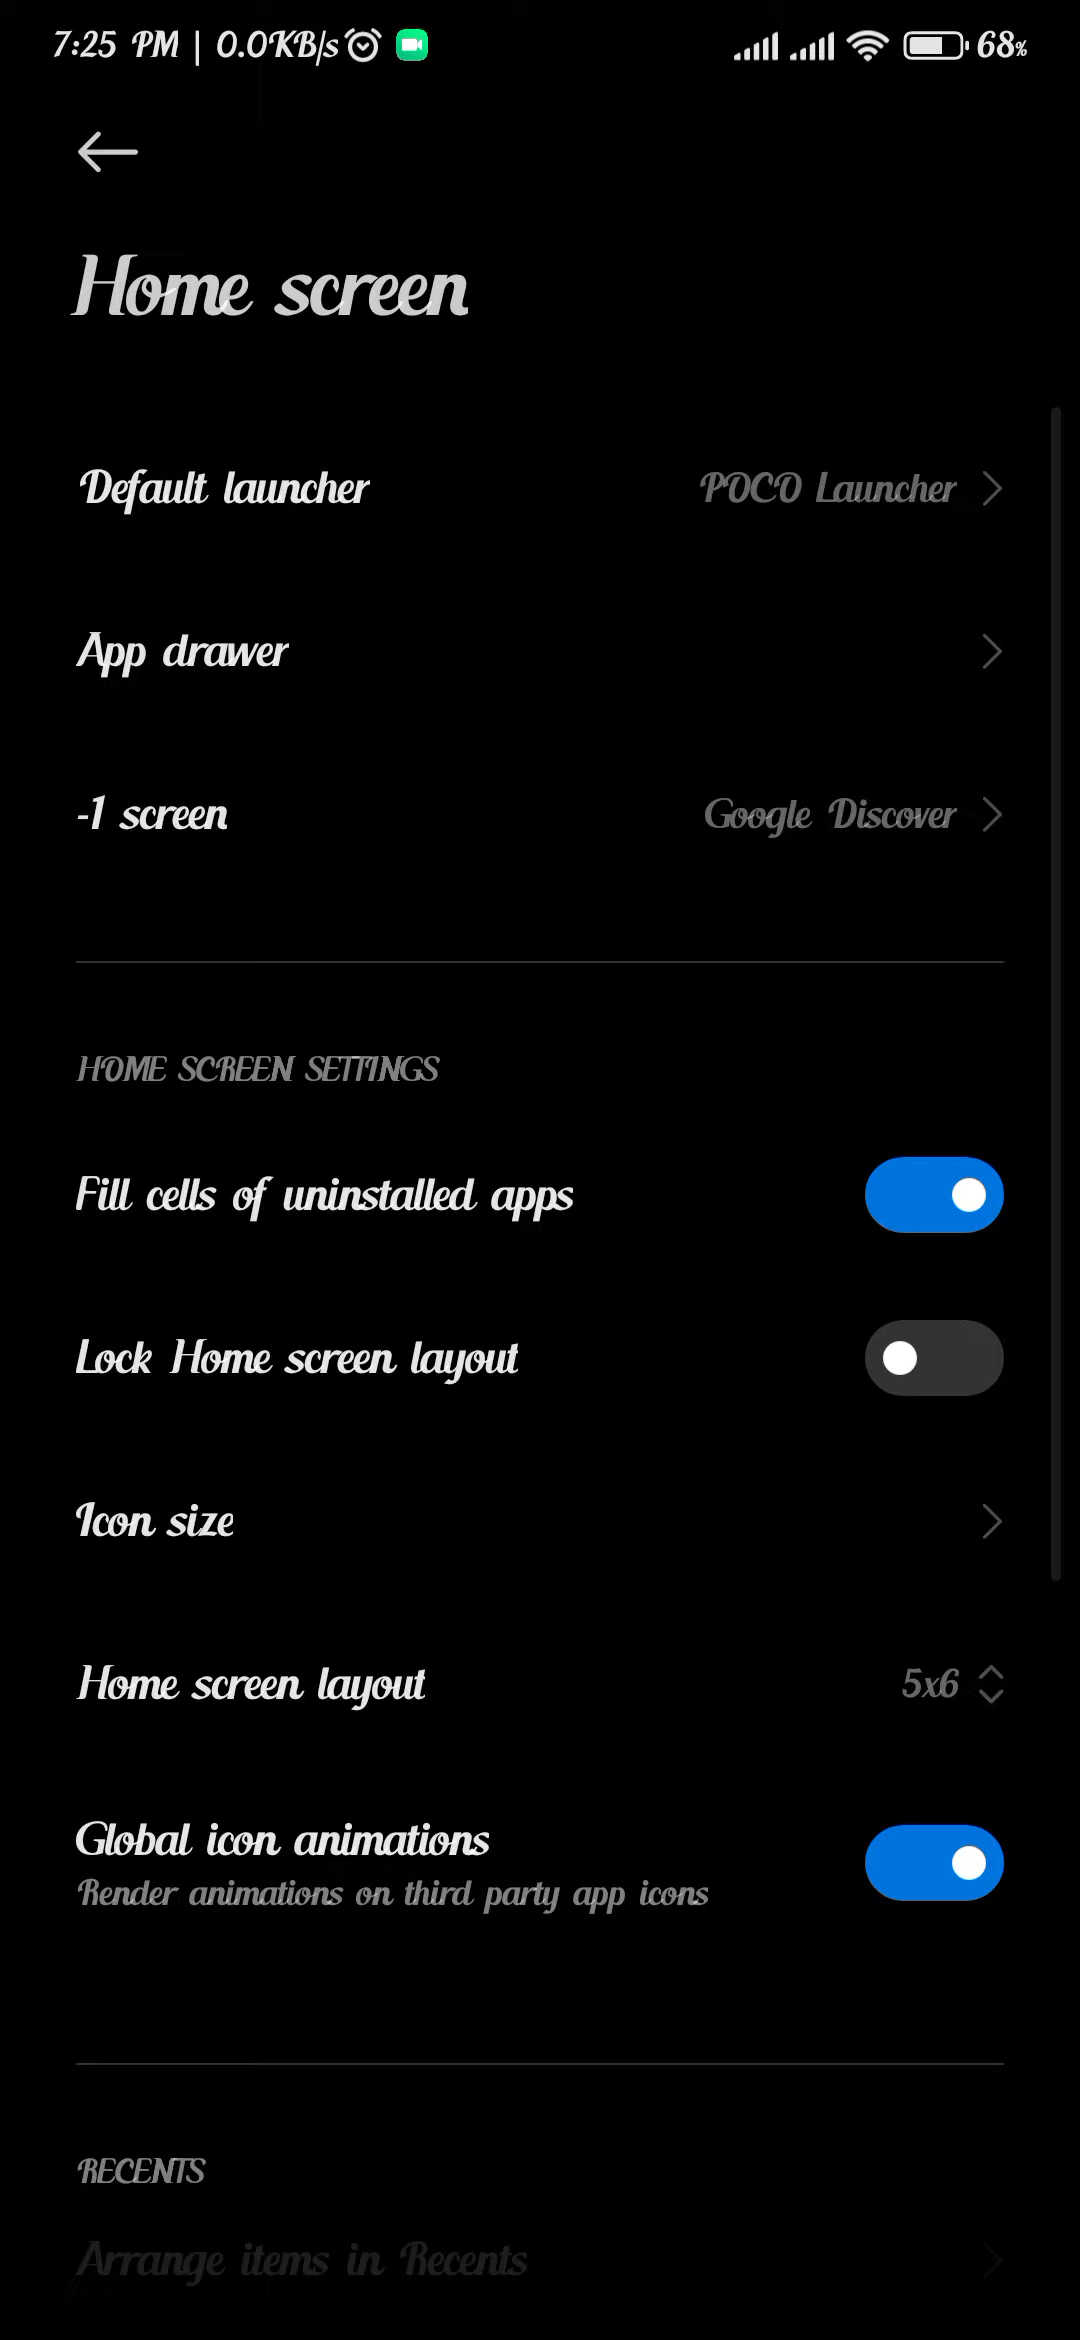 7:25 PM | 0.0KB/s 68%
Home screen
Default launcher POCO Launcher
App drawer
-1 screen Google Discover
HOME SCREEN SETTINGS
Fill cells of uninstalled apps
Lock Home screen layout
Icon size
Home screen layout 5x6
Global icon animations
Render animations on third party app icons
RECENTS
Arrange items in Recents